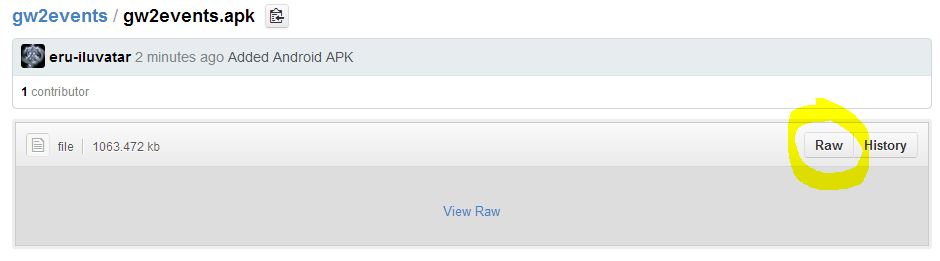 gw2events / gw2events.apk
eru-iluvatar 2 minutes ago Added Android APK
1 contributor
file 1063.472 kb Raw History
View Raw